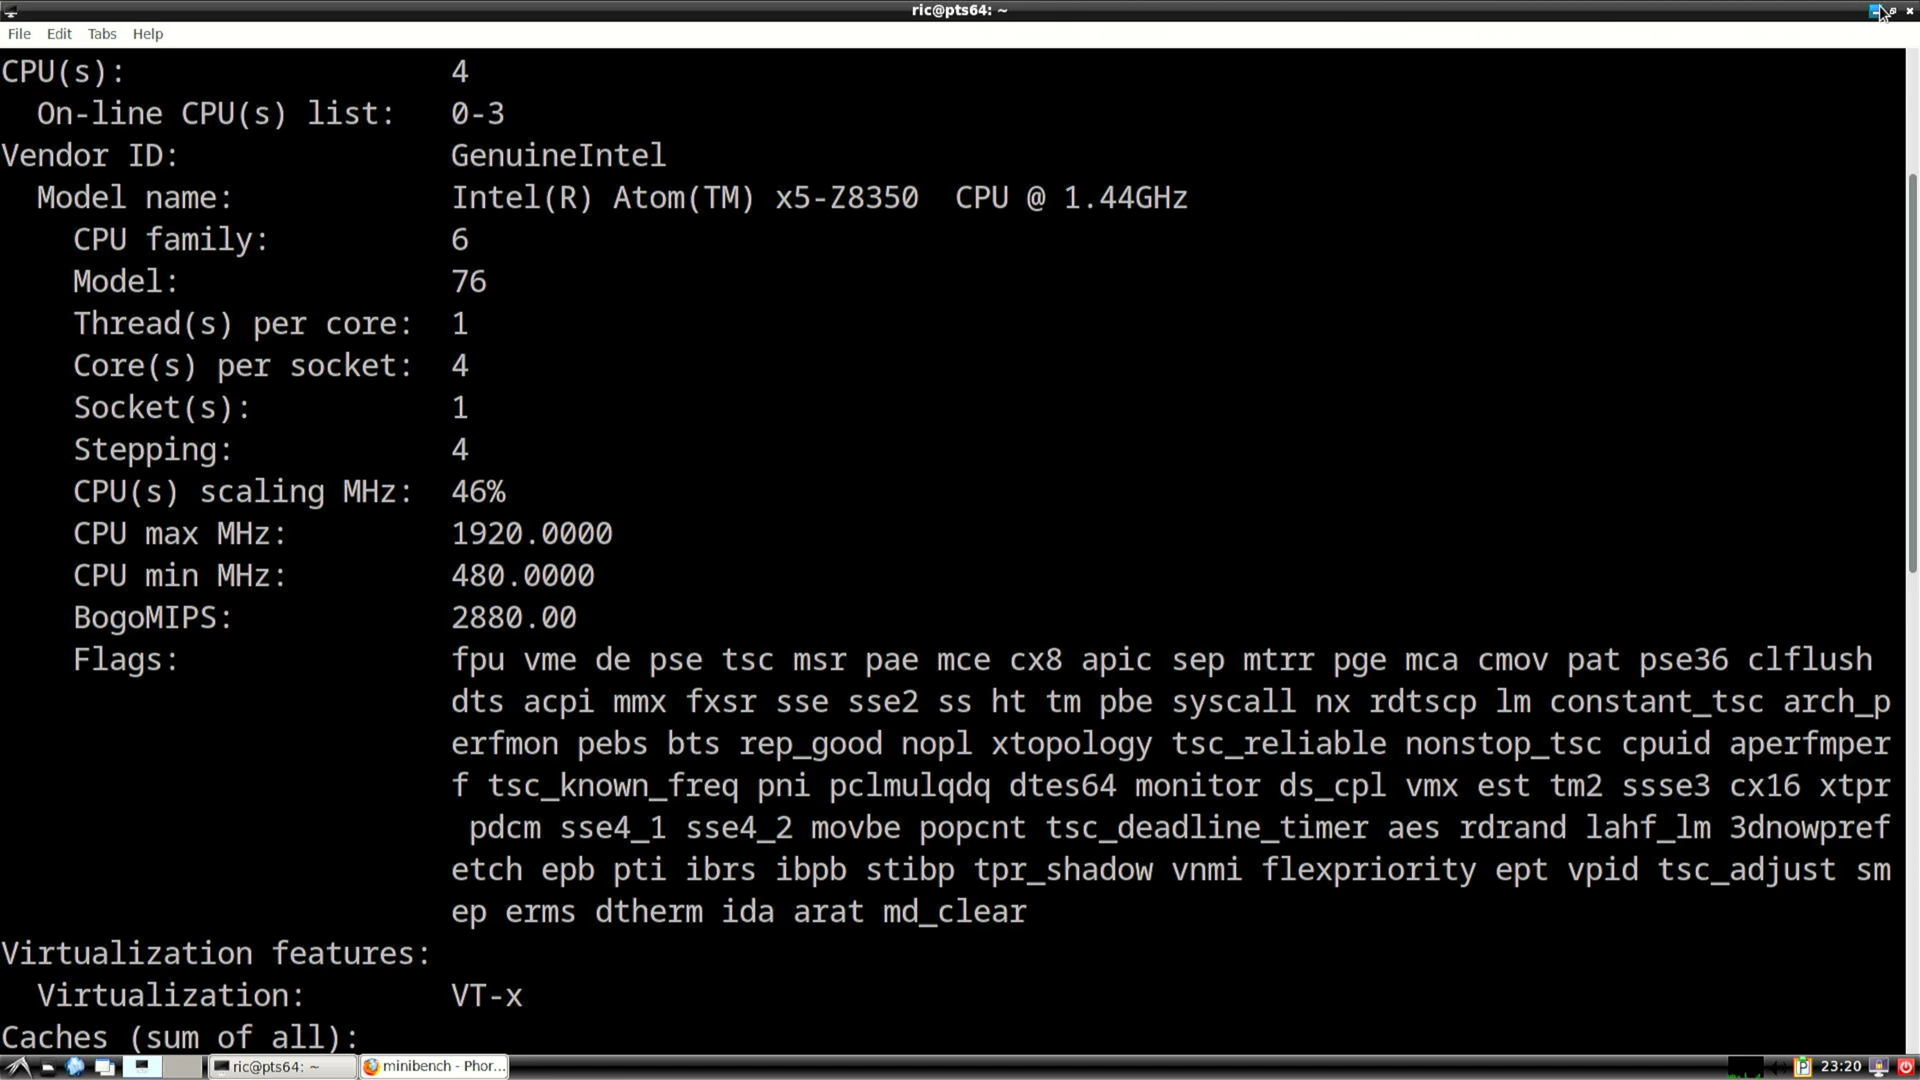 ric@pts64: ~
File Edit Tabs Help
CPU(s): 4
On-line CPU(s) list: 0-3
Vendor ID: GenuineIntel
Model name: Intel(R) Atom(TM) x5-Z8350  CPU @ 1.44GHz
CPU family: 6
Model: 76
Thread(s) per core: 1
Core(s) per socket: 4
Socket(s): 1
Stepping: 4
CPU(s) scaling MHz: 46%
CPU max MHz: 1920.0000
CPU min MHz: 480.0000
BogoMIPS: 2880.00
Flags: fpu vme de pse tsc msr pae mce cx8 apic sep mtrr pge mca cmov pat pse36 clflush
dts acpi mmx fxsr sse sse2 ss ht tm pbe syscall nx rdtscp lm constant_tsc arch_p
erfmon pebs bts rep_good nopl xtopology tsc_reliable nonstop_tsc cpuid aperfmper
f tsc_known_freq pni pclmulqdq dtes64 monitor ds_cpl vmx est tm2 ssse3 cx16 xtpr
pdcm sse4_1 sse4_2 movbe popcnt tsc_deadline_timer aes rdrand lahf_lm 3dnowpref
etch epb pti ibrs ibpb stibp tpr_shadow vnmi flexpriority ept vpid tsc_adjust sm
ep erms dtherm ida arat md_clear
Virtualization features:
Virtualization: VT-x
Caches (sum of all):
ric@pts64: ~ minibench - Phor... 23:20